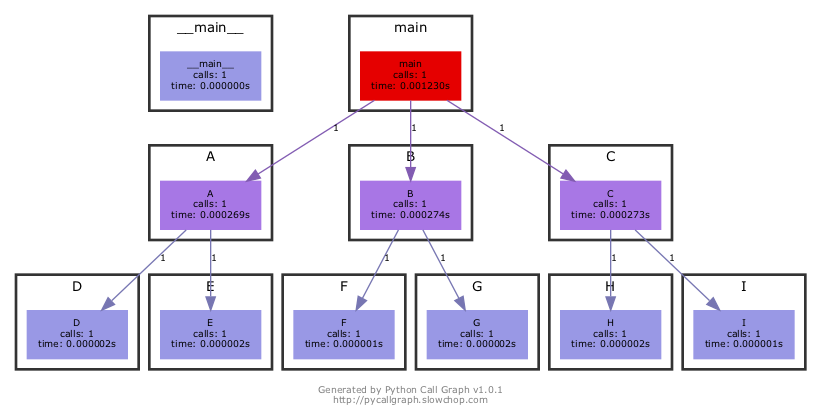 __main__
main
__main__
calls: 1
time: 0.000000s
main
calls: 1
time: 0.001230s
1
1
1
A
B
C
A
calls: 1
time: 0.000269s
B
calls: 1
time: 0.000274s
C
calls: 1
time: 0.000273s
1
1
1
1
1
1
D
E
F
G
H
I
D
calls: 1
time: 0.000002s
E
calls: 1
time: 0.000002s
F
calls: 1
time: 0.000001s
G
calls: 1
time: 0.000002s
H
calls: 1
time: 0.000002s
I
calls: 1
time: 0.000001s
Generated by Python Call Graph v1.0.1
http://pycallgraph.slowchop.com